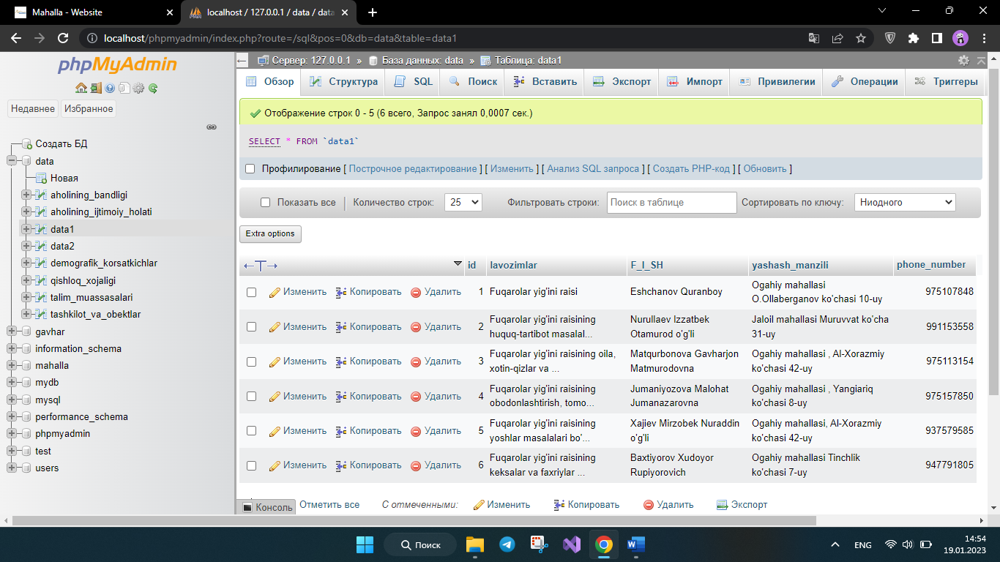 Mahalla - Website
localhost / 127.0.0.1 / data / data
localhost/phpmyadmin/index.php?route=/sql&pos=0&db=data&table=data1
phpMyAdmin
Недавнее Избранное
Создать БД
data
Новая
aholining_bandligi
aholining_ijtimoiy_holati
data1
data2
demografik_korsatkichlar
qishloq_xojaligi
talim_muassasalari
tashkilot_va_obektlar
gavhar
information_schema
mahalla
mydb
mysql
performance_schema
phpmyadmin
test
users
Сервер: 127.0.0.1 » База данных: data » Таблица: data1
Обзор Структура SQL Поиск Вставить Экспорт Импорт Привилегии Операции Триггеры
Отображение строк 0 - 5 (6 всего, Запрос занял 0,0007 сек.)
SELECT * FROM `data1`
Профилирование [ Построчное редактирование ] [ Изменить ] [ Анализ SQL запроса ] [ Создать PHP-код ] [ Обновить ]
Показать все Количество строк: 25 Фильтровать строки: Поиск в таблице Сортировать по ключу: Ниодного
Extra options
id lavozimlar F_I_SH yashash_manzili phone_number
Изменить Копировать Удалить 1 Fuqarolar yig'ini raisi Eshchanov Quranboy Ogahiy mahallasi 975107848
O.Ollaberganov ko'chasi 10-uy
Изменить Копировать Удалить 2 Fuqarolar yig'ini raisining Nurullaev Izzatbek Jaloil mahallasi Muruvvat ko'cha 991153558
huquq-tartibot masalal... Otamurod o'g'li 31-uy
Изменить Копировать Удалить 3 Fuqarolar yig'ini raisining oila, Matqurbonova Gavharjon Ogahiy mahallasi , Al-Xorazmiy 975113154
xotin-qizlar va ... Matmurodovna ko'chasi 42-uy
Изменить Копировать Удалить 4 Fuqarolar yig'ini raisining Jumaniyozova Malohat Ogahiy mahallasi , Yangiariq 975157850
obodonlashtirish, tomo... Jumanazarovna ko'chasi 8-uy
Изменить Копировать Удалить 5 Fuqarolar yig'ini raisining Xajiev Mirzobek Nuraddin Ogahiy mahallasi, Al-Xorazmiy 937579585
yoshlar masalalari bo'... o'g'li ko'chasi 42-uy
Изменить Копировать Удалить 6 Fuqarolar yig'ini raisining Baxtiyorov Xudoyor Ogahiy mahallasi Tinchlik 947791805
keksalar va faxriylar ... Rupiyorovich ko'chasi 7-uy
Консоль Отметить все С отмеченными: Изменить Копировать Удалить Экспорт
Поиск
ENG
14:54
19.01.2023